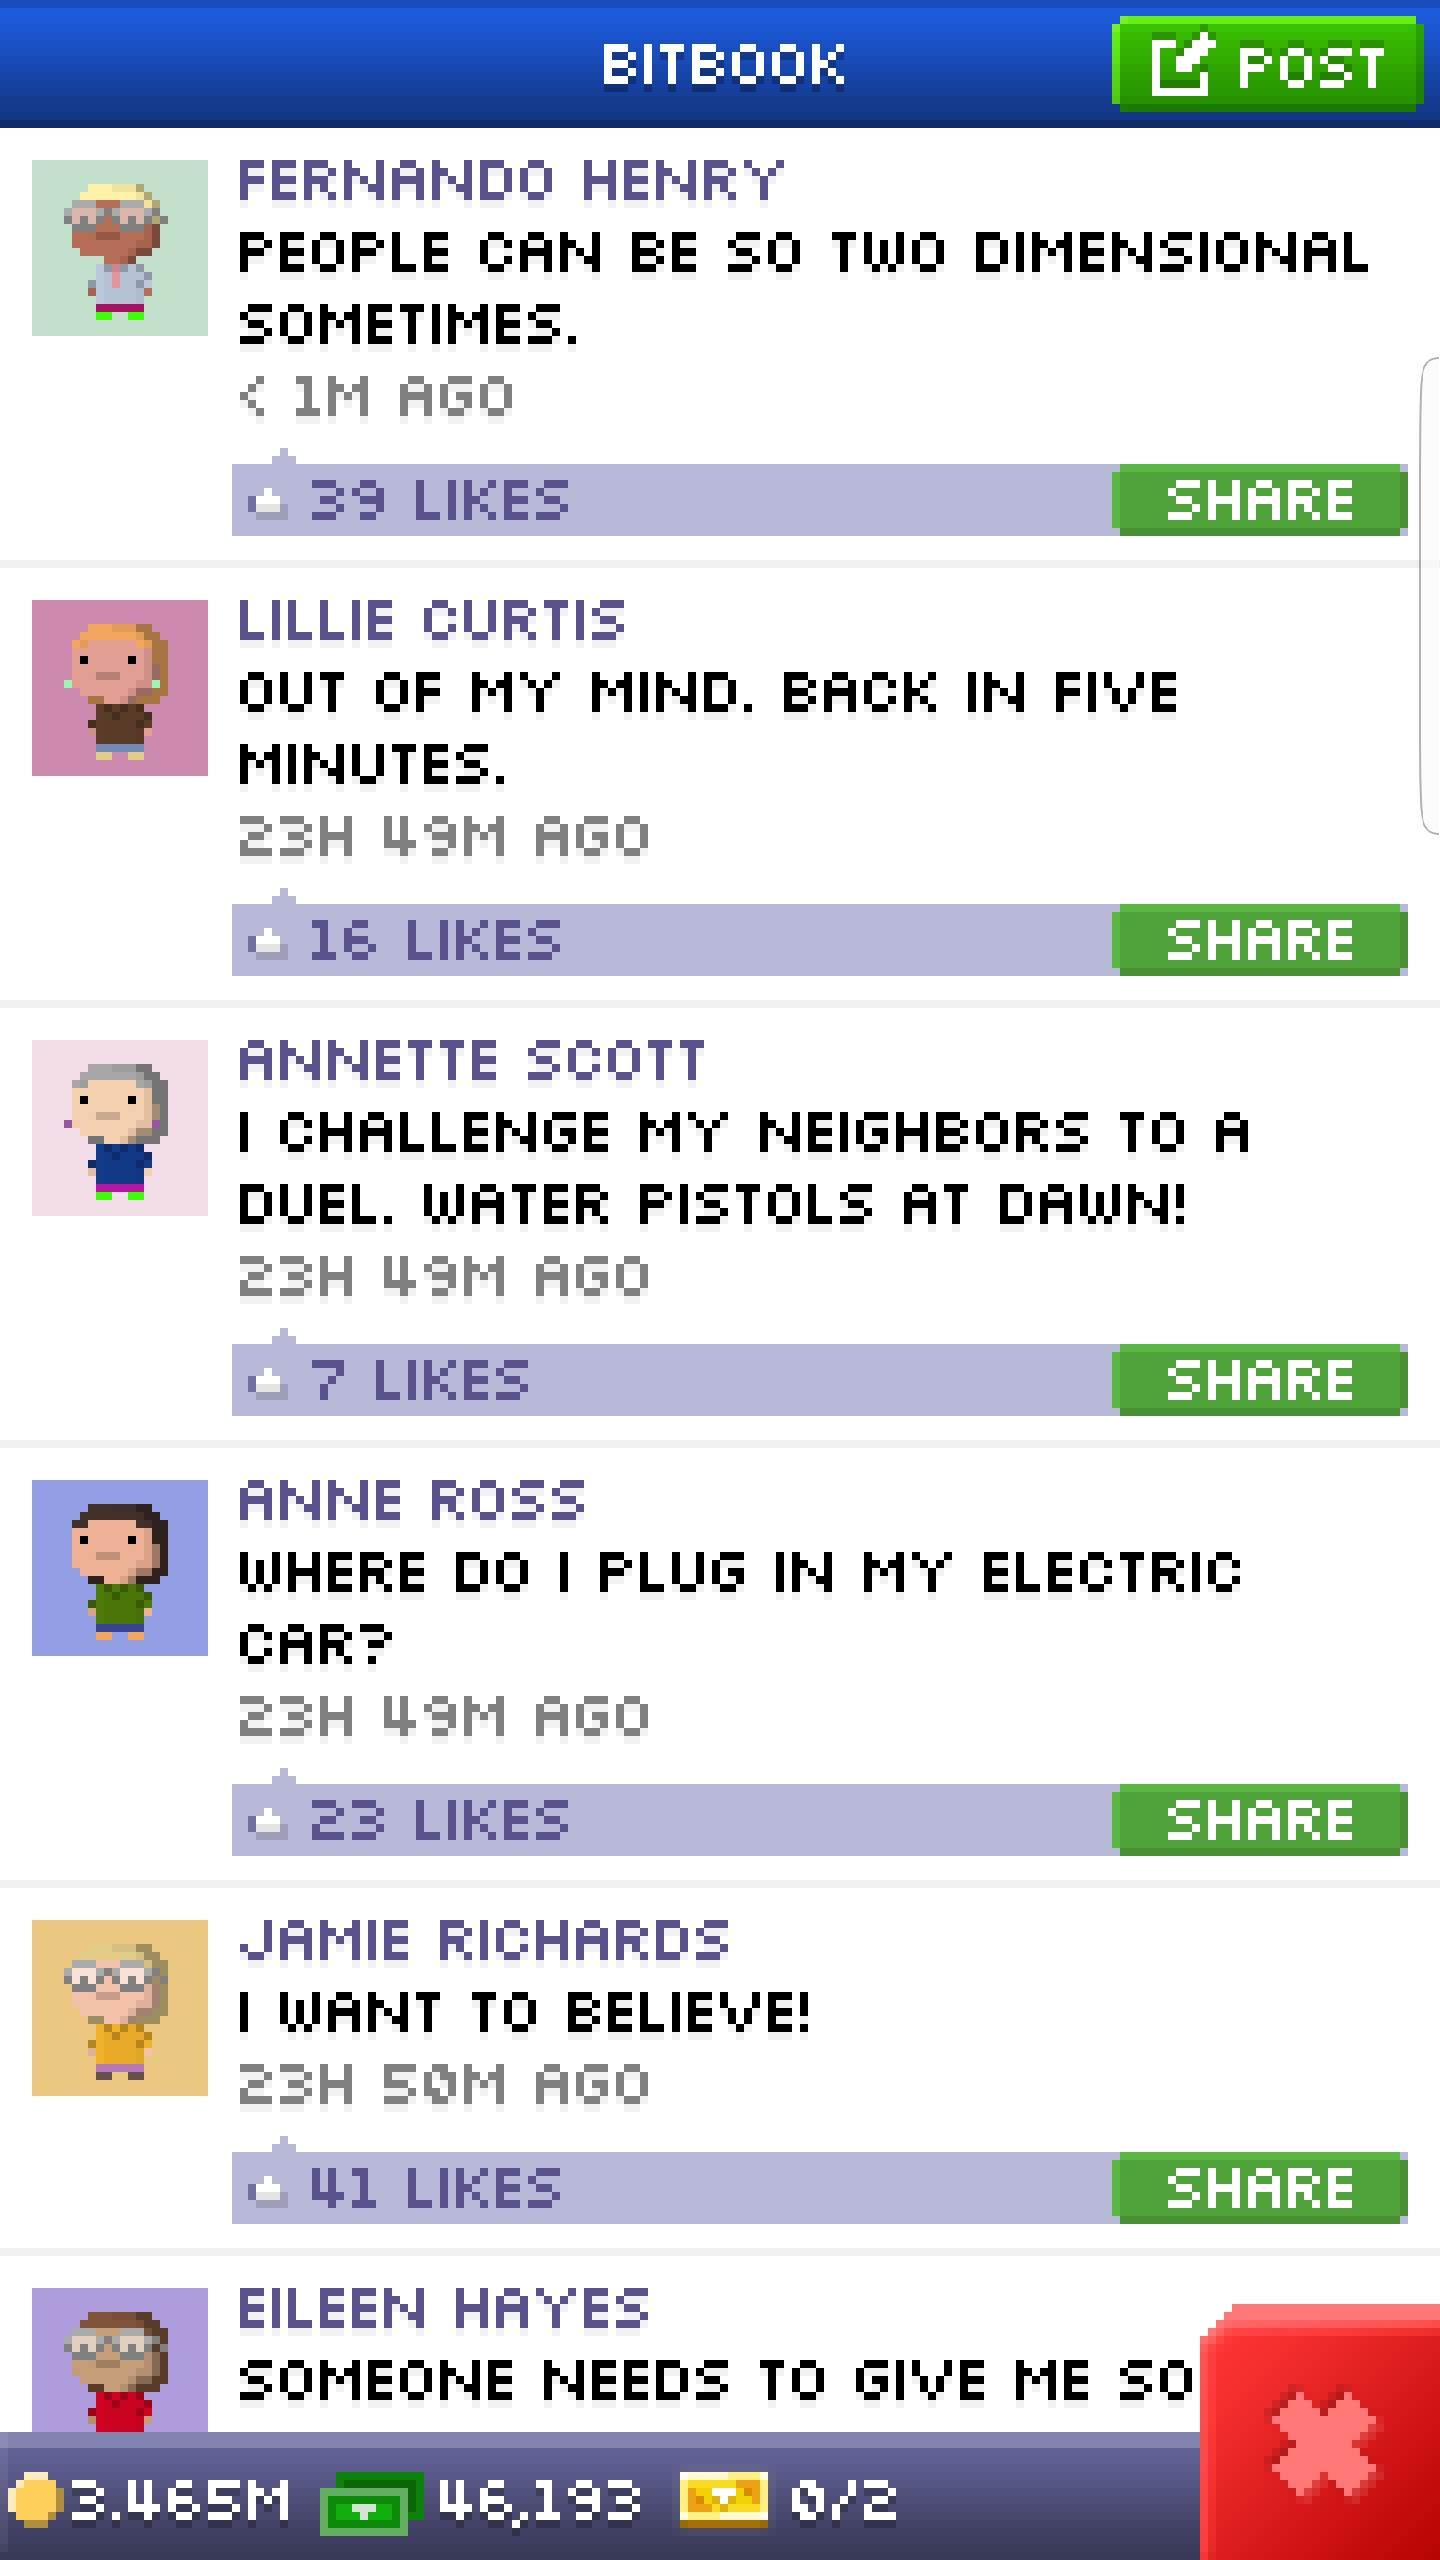 BITBOOK
POST
FERNANDO HENRY
PEOPLE CAN BE SO TWO DIMENSIONAL
SOMETIMES.
< 1M AGO
39 LIKES
SHARE
LILLIE CURTIS
OUT OF MY MIND. BACK IN FIVE
MINUTES.
23H 49M AGO
16 LIKES
SHARE
ANNETTE SCOTT
I CHALLENGE MY NEIGHBORS TO A
DUEL. WATER PISTOLS AT DAWN!
23H 49M AGO
7 LIKES
SHARE
ANNE ROSS
WHERE DO I PLUG IN MY ELECTRIC
CAR?
23H 49M AGO
23 LIKES
SHARE
JAMIE RICHARDS
I WANT TO BELIEVE!
23H 50M AGO
41 LIKES
SHARE
EILEEN HAYES
SOMEONE NEEDS TO GIVE ME SO
3.465M 46,193 0/2